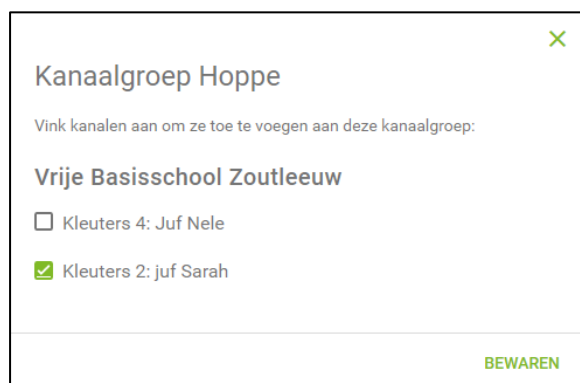 Kanaalgroep Hoppe
Vink kanalen aan om ze toe te voegen aan deze kanaalgroep:
Vrije Basisschool Zoutleeuw
Kleuters 4: Juf Nele
Kleuters 2: juf Sarah
BEWAREN